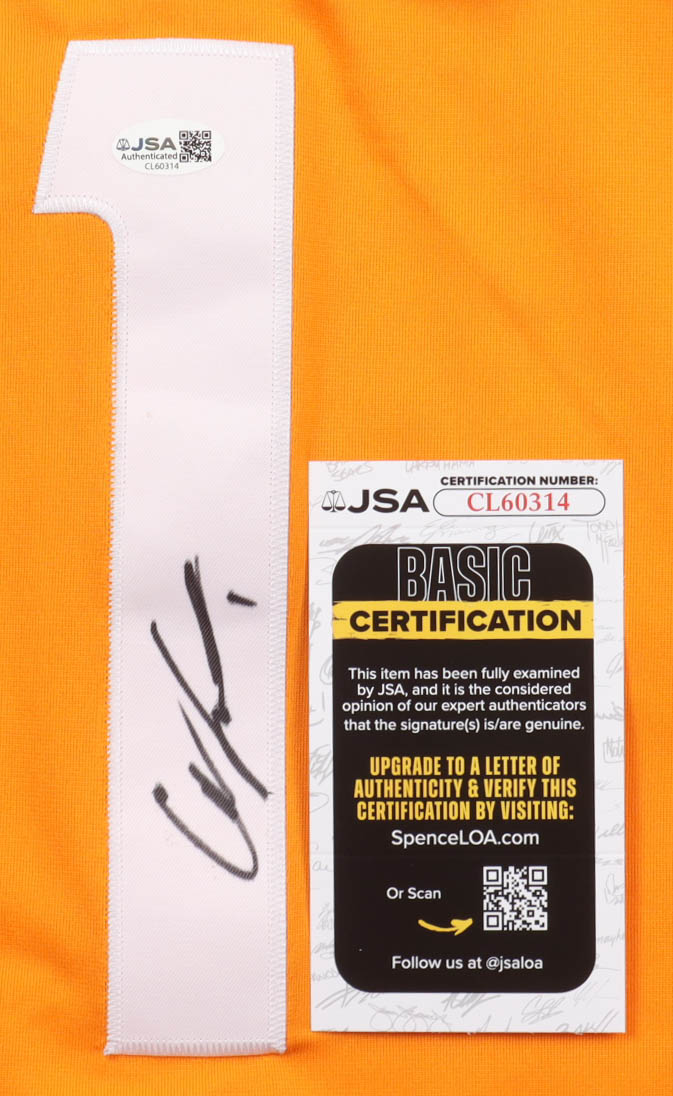 1
JSA
Authenticated
CL60314
CERTIFICATION NUMBER:
JSA CL60314
BASIC
CERTIFICATION
This item has been fully examined
by JSA, and it is the considered
opinion of our expert authenticators
that the signature(s) is/are genuine.
UPGRADE TO A LETTER OF
AUTHENTICITY & VERIFY THIS
CERTIFICATION BY VISITING:
SpenceLOA.com
Or Scan
Follow us at @jsaloa